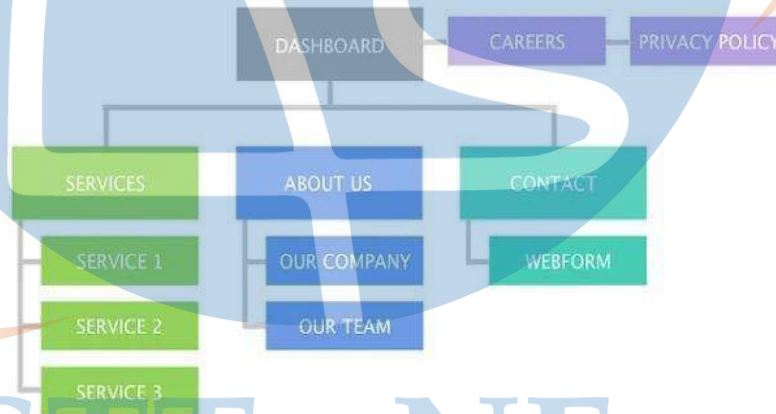 DASHBOARD
CAREERS
PRIVACY POLICY
SERVICES
ABOUT US
CONTACT
SERVICE 1
OUR COMPANY
WEBFORM
SERVICE 2
OUR TEAM
SERVICE 3